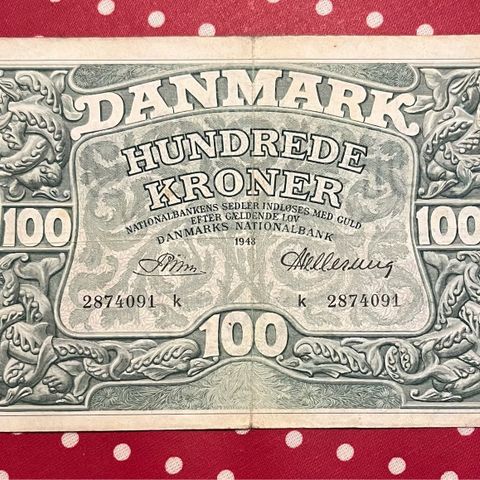 DANMARK
HUNDREDE
KRONER
NATIONALBANKENS SEDLER INDLØSES MED GULD
EFTER GÆLDENDE LOV
DANMARKS NATIONALBANK
1943
100 100
2874091 k k 2874091
100